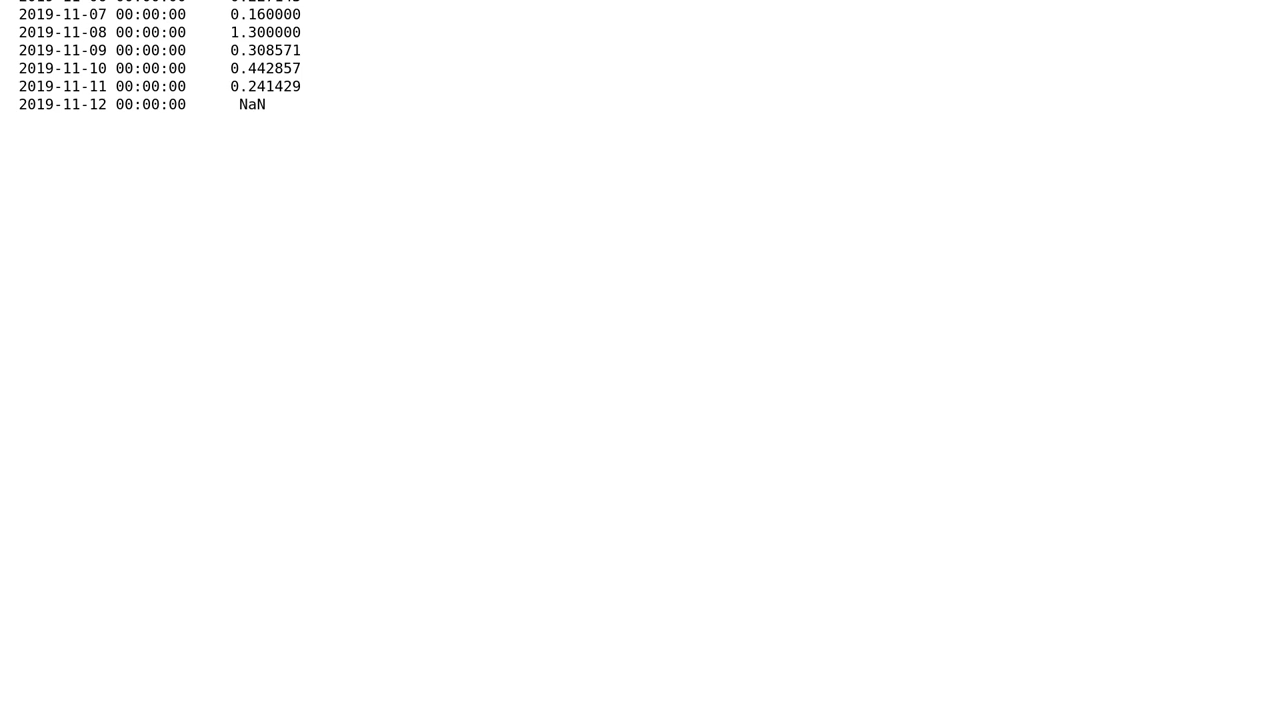 2019-11-07 00:00:00     0.160000
2019-11-08 00:00:00     1.300000
2019-11-09 00:00:00     0.308571
2019-11-10 00:00:00     0.442857
2019-11-11 00:00:00     0.241429
2019-11-12 00:00:00      NaN